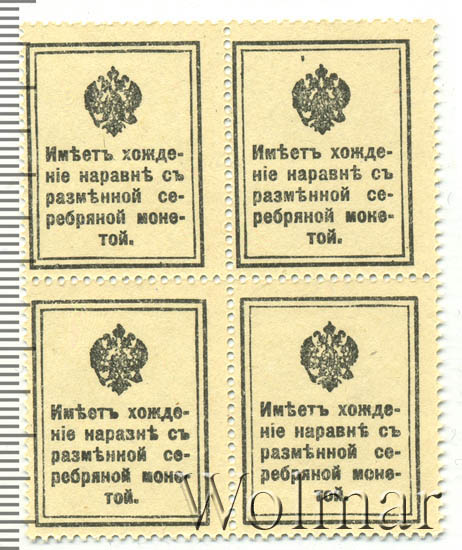 Имѣетъ хожде-
ніе наравнѣ съ
размѣнной се-
ребряной моне-
той.
Имѣетъ хожде-
ніе наравнѣ съ
размѣнной се-
ребряной моне-
той.
Имѣетъ хожде-
ніе наразнѣ съ
размѣнной се-
ребряной моне-
той.
Имѣетъ хожде-
ніе наравнѣ съ
размѣнной се-
ребряной моне-
той.
Wolmar